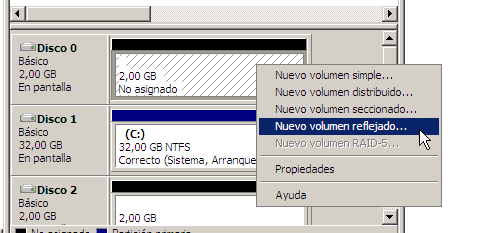 Disco 0
Básico
2,00 GB
En pantalla
2,00 GB
No asignado
Disco 1
Básico
32,00 GB
En pantalla
(C:)
32,00 GB NTFS
Correcto (Sistema, Arranque
Disco 2
Básico
2,00 GB
2,00 GB
Nuevo volumen simple...
Nuevo volumen distribuido...
Nuevo volumen seccionado...
Nuevo volumen reflejado...
Nuevo volumen RAID-5...
Propiedades
Ayuda
No asignado
Partición primaria